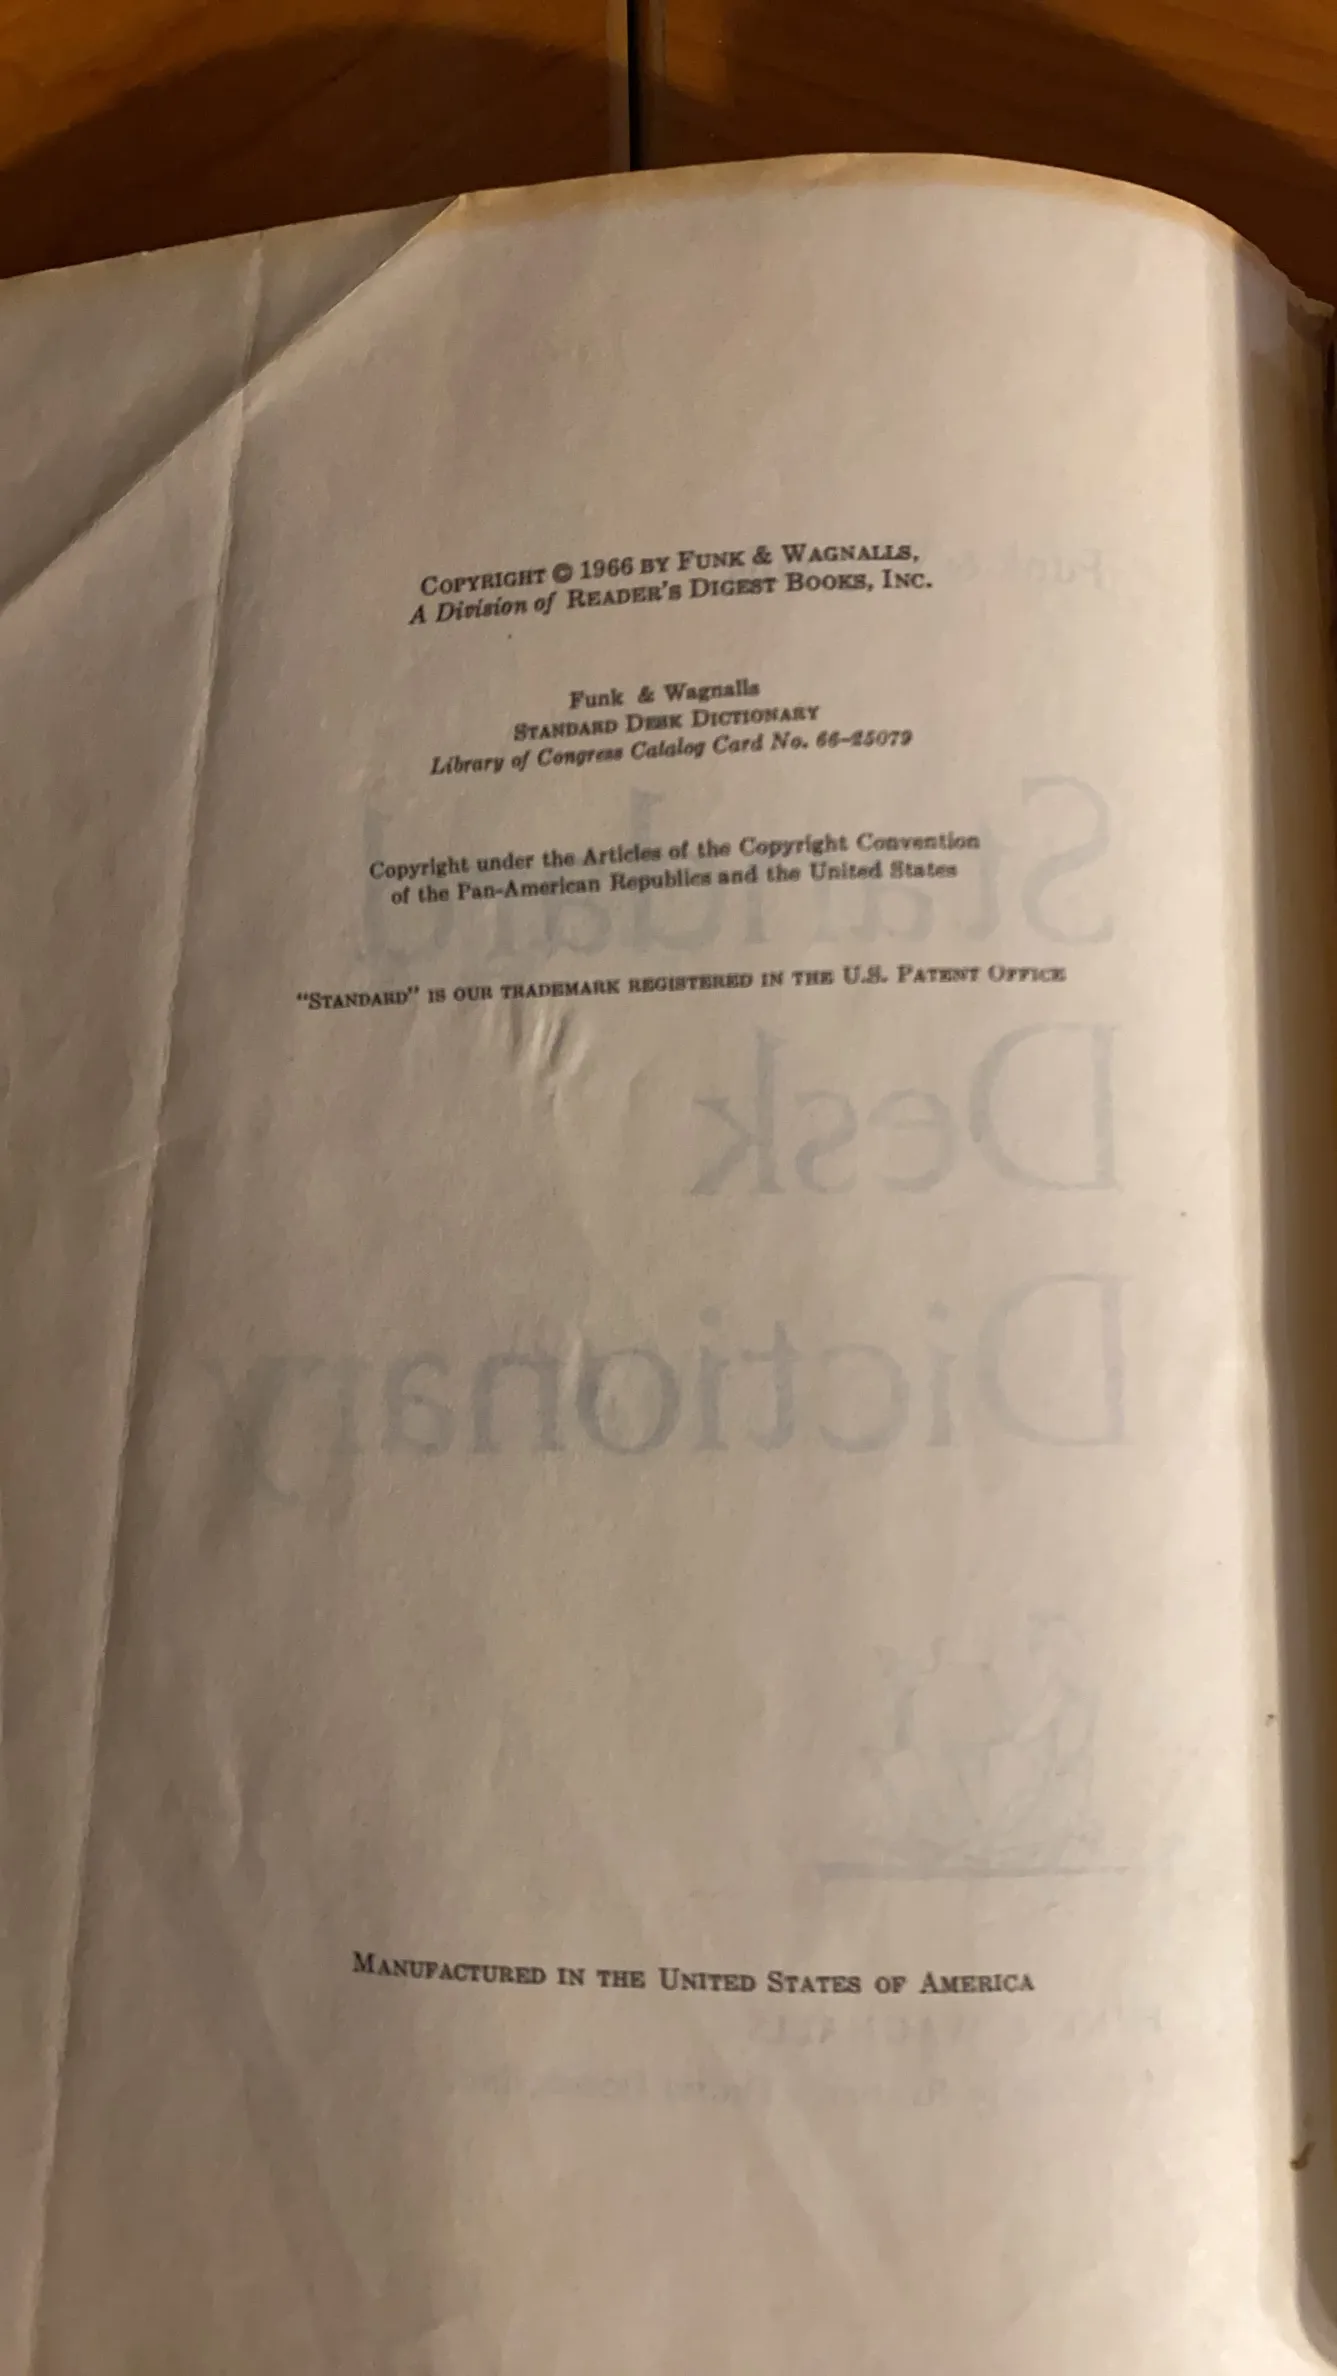 COPYRIGHT © 1966 BY FUNK & WAGNALLS,
A Division of READER'S DIGEST BOOKS, INC.
Funk & Wagnalls
STANDARD DESK DICTIONARY
Library of Congress Catalog Card No. 66-25079
Copyright under the Articles of the Copyright Convention
of the Pan-American Republics and the United States
"STANDARD" IS OUR TRADEMARK REGISTERED IN THE U.S. PATENT OFFICE
Standard
Desk
Dictionary
MANUFACTURED IN THE UNITED STATES OF AMERICA